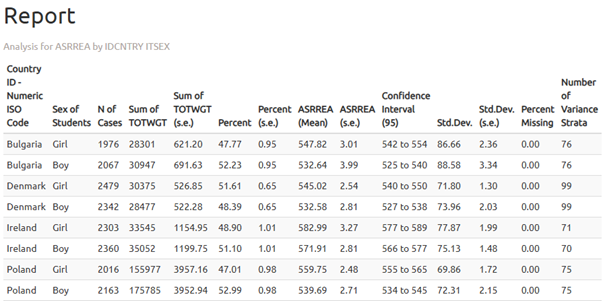 Report
Analysis for ASRREA by IDCNTRY ITSEX
Country ID - Numeric ISO Code Sex of Students N of Cases Sum of TOTWGT Sum of TOTWGT (s.e.) Percent Percent (s.e.) ASRREA (Mean) ASRREA (s.e.) Confidence Interval (95) Std.Dev. Std.Dev. (s.e.) Percent Missing Number of Variance Strata
Bulgaria Girl 1976 28301 621.20 47.77 0.95 547.82 3.01 542 to 554 86.66 2.36 0.00 76
Bulgaria Boy 2067 30947 691.63 52.23 0.95 532.64 3.99 525 to 540 88.58 3.34 0.00 76
Denmark Girl 2479 30375 526.85 51.61 0.65 545.02 2.54 540 to 550 71.80 1.30 0.00 99
Denmark Boy 2342 28477 522.28 48.39 0.65 532.58 2.81 527 to 538 73.96 2.03 0.00 99
Ireland Girl 2303 33545 1154.95 48.90 1.01 582.99 3.27 577 to 589 77.87 1.99 0.00 71
Ireland Boy 2360 35052 1199.75 51.10 1.01 571.91 2.81 566 to 577 75.13 1.48 0.00 70
Poland Girl 2016 155977 3957.16 47.01 0.98 559.75 2.48 555 to 565 69.86 1.72 0.00 75
Poland Boy 2163 175785 3952.94 52.99 0.98 539.69 2.71 534 to 545 72.31 2.15 0.00 75